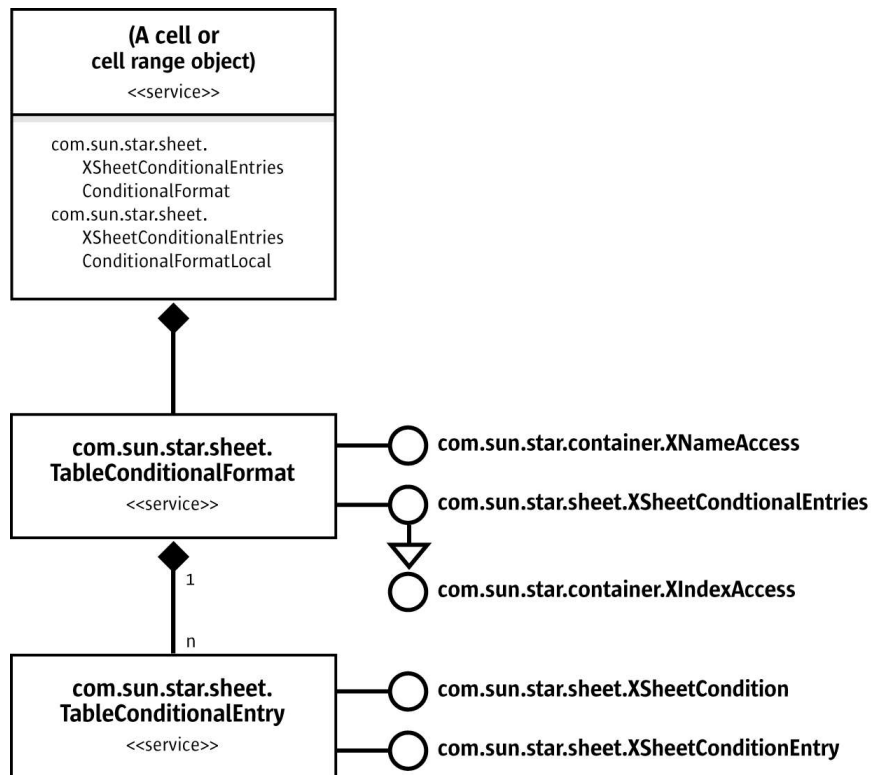 (A cell or
cell range object)
<<service>>
com.sun.star.sheet.
XSheetConditionalEntries
ConditionalFormat
com.sun.star.sheet.
XSheetConditionalEntries
ConditionalFormatLocal
com.sun.star.sheet.
TableConditionalFormat
<<service>>
com.sun.star.container.XNameAccess
com.sun.star.sheet.XSheetCondtionalEntries
com.sun.star.container.XIndexAccess
1
n
com.sun.star.sheet.
TableConditionalEntry
<<service>>
com.sun.star.sheet.XSheetCondition
com.sun.star.sheet.XSheetConditionEntry